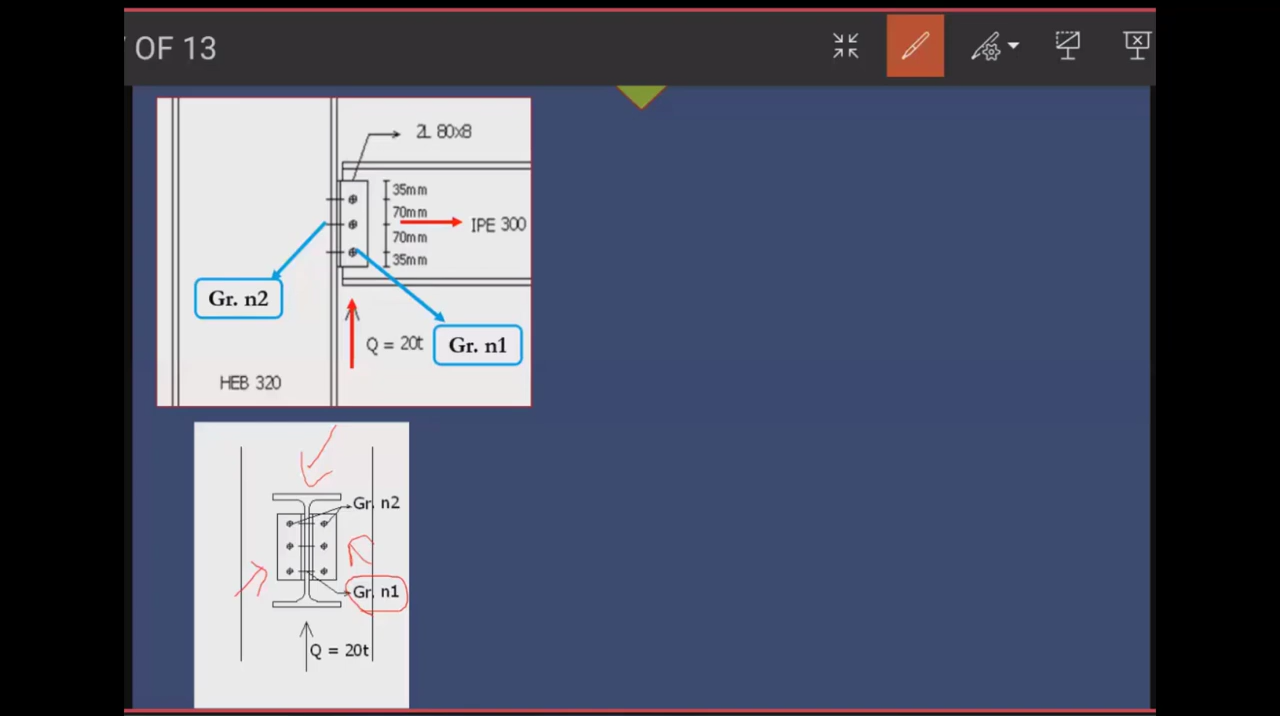 OF 13
2L 80x8
35mm
70mm
IPE 300
70mm
35mm
Gr. n2
Q = 20t
Gr. n1
HEB 320
Gr. n2
Gr. n1
Q = 20t